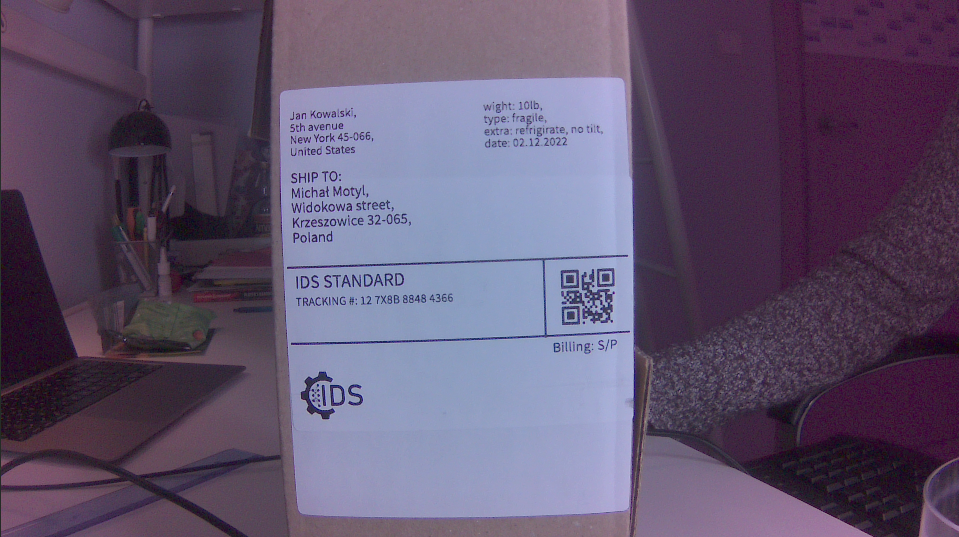 Jan Kowalski,
5th avenue
New York 45-066,
United States
wight: 10lb,
type: fragile,
extra: refrigirate, no tilt,
date: 02.12.2022
SHIP TO:
Michał Motyl,
Widokowa street,
Krzeszowice 32-065,
Poland
IDS STANDARD
TRACKING #: 12 7X8B 8848 4366
Billing: S/P
IDS